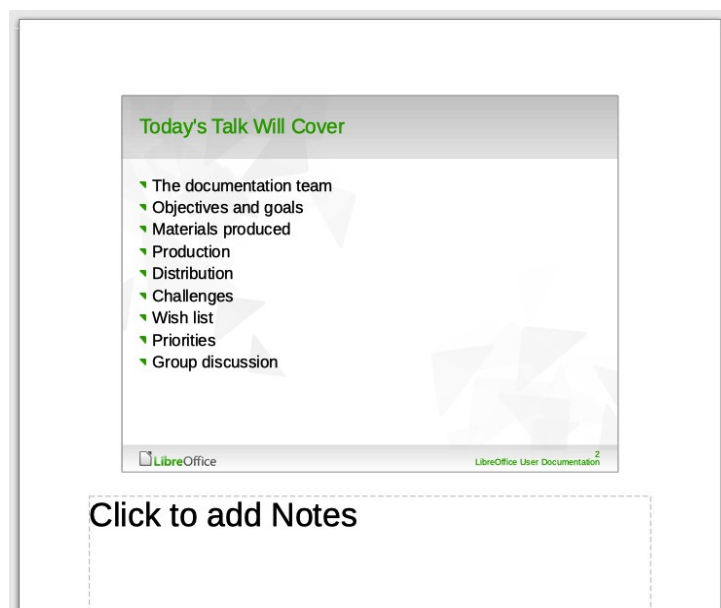 Today's Talk Will Cover
The documentation team
Objectives and goals
Materials produced
Production
Distribution
Challenges
Wish list
Priorities
Group discussion
LibreOffice
2
LibreOffice User Documentation
Click to add Notes